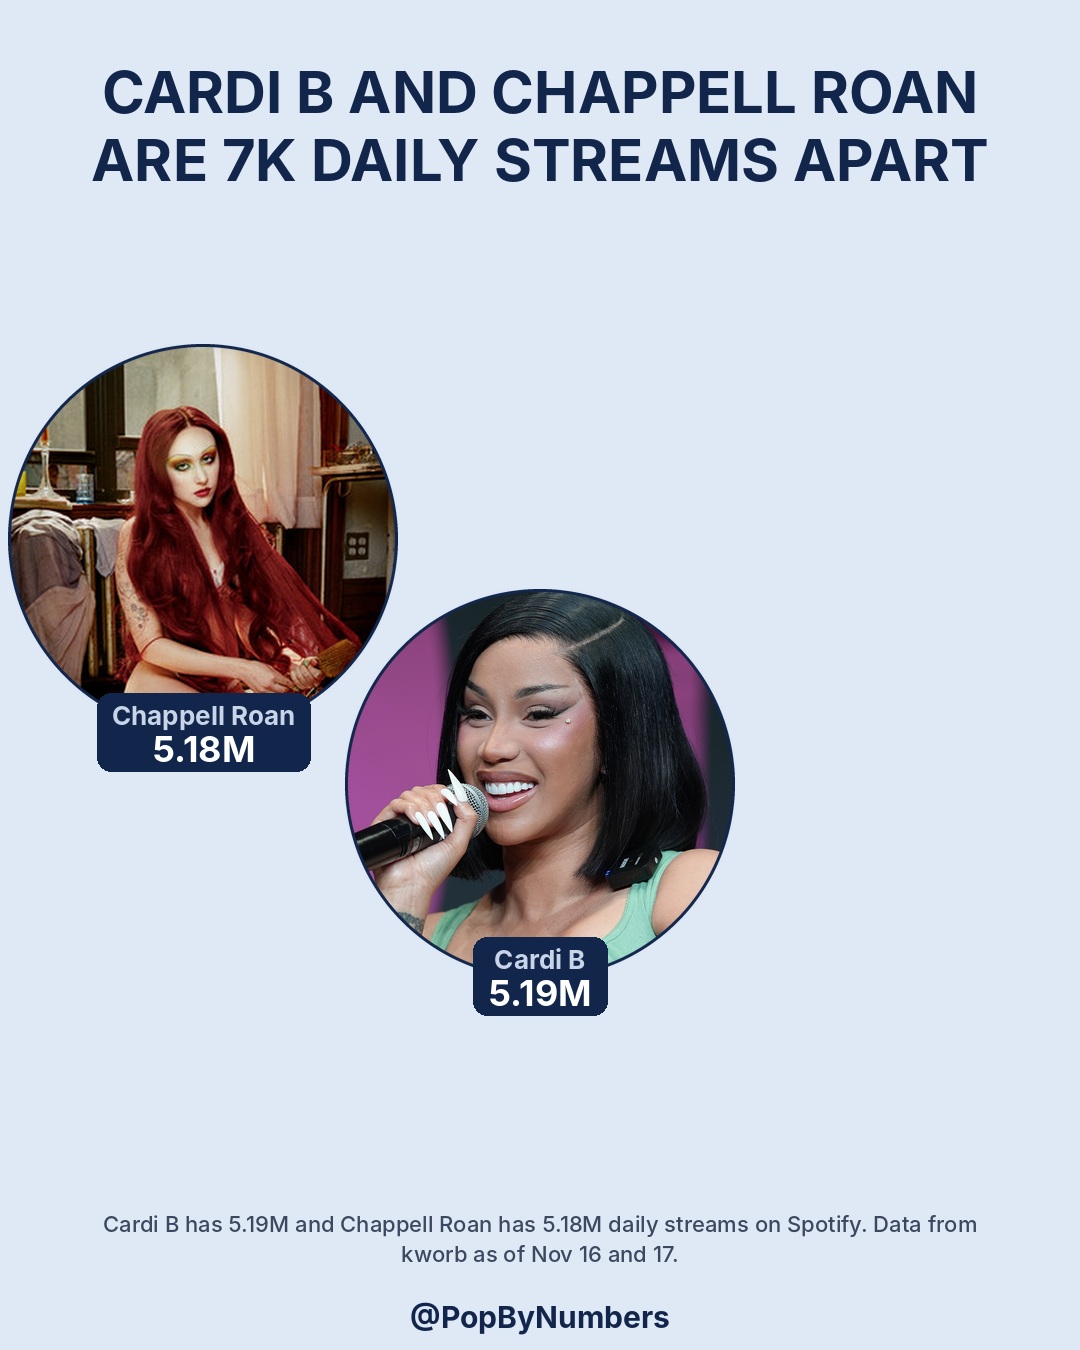 CARDI B AND CHAPPELL ROAN
ARE 7K DAILY STREAMS APART
Chappell Roan
5.18M
Cardi B
5.19M
Cardi B has 5.19M and Chappell Roan has 5.18M daily streams on Spotify. Data from
kworb as of Nov 16 and 17.
@PopByNumbers